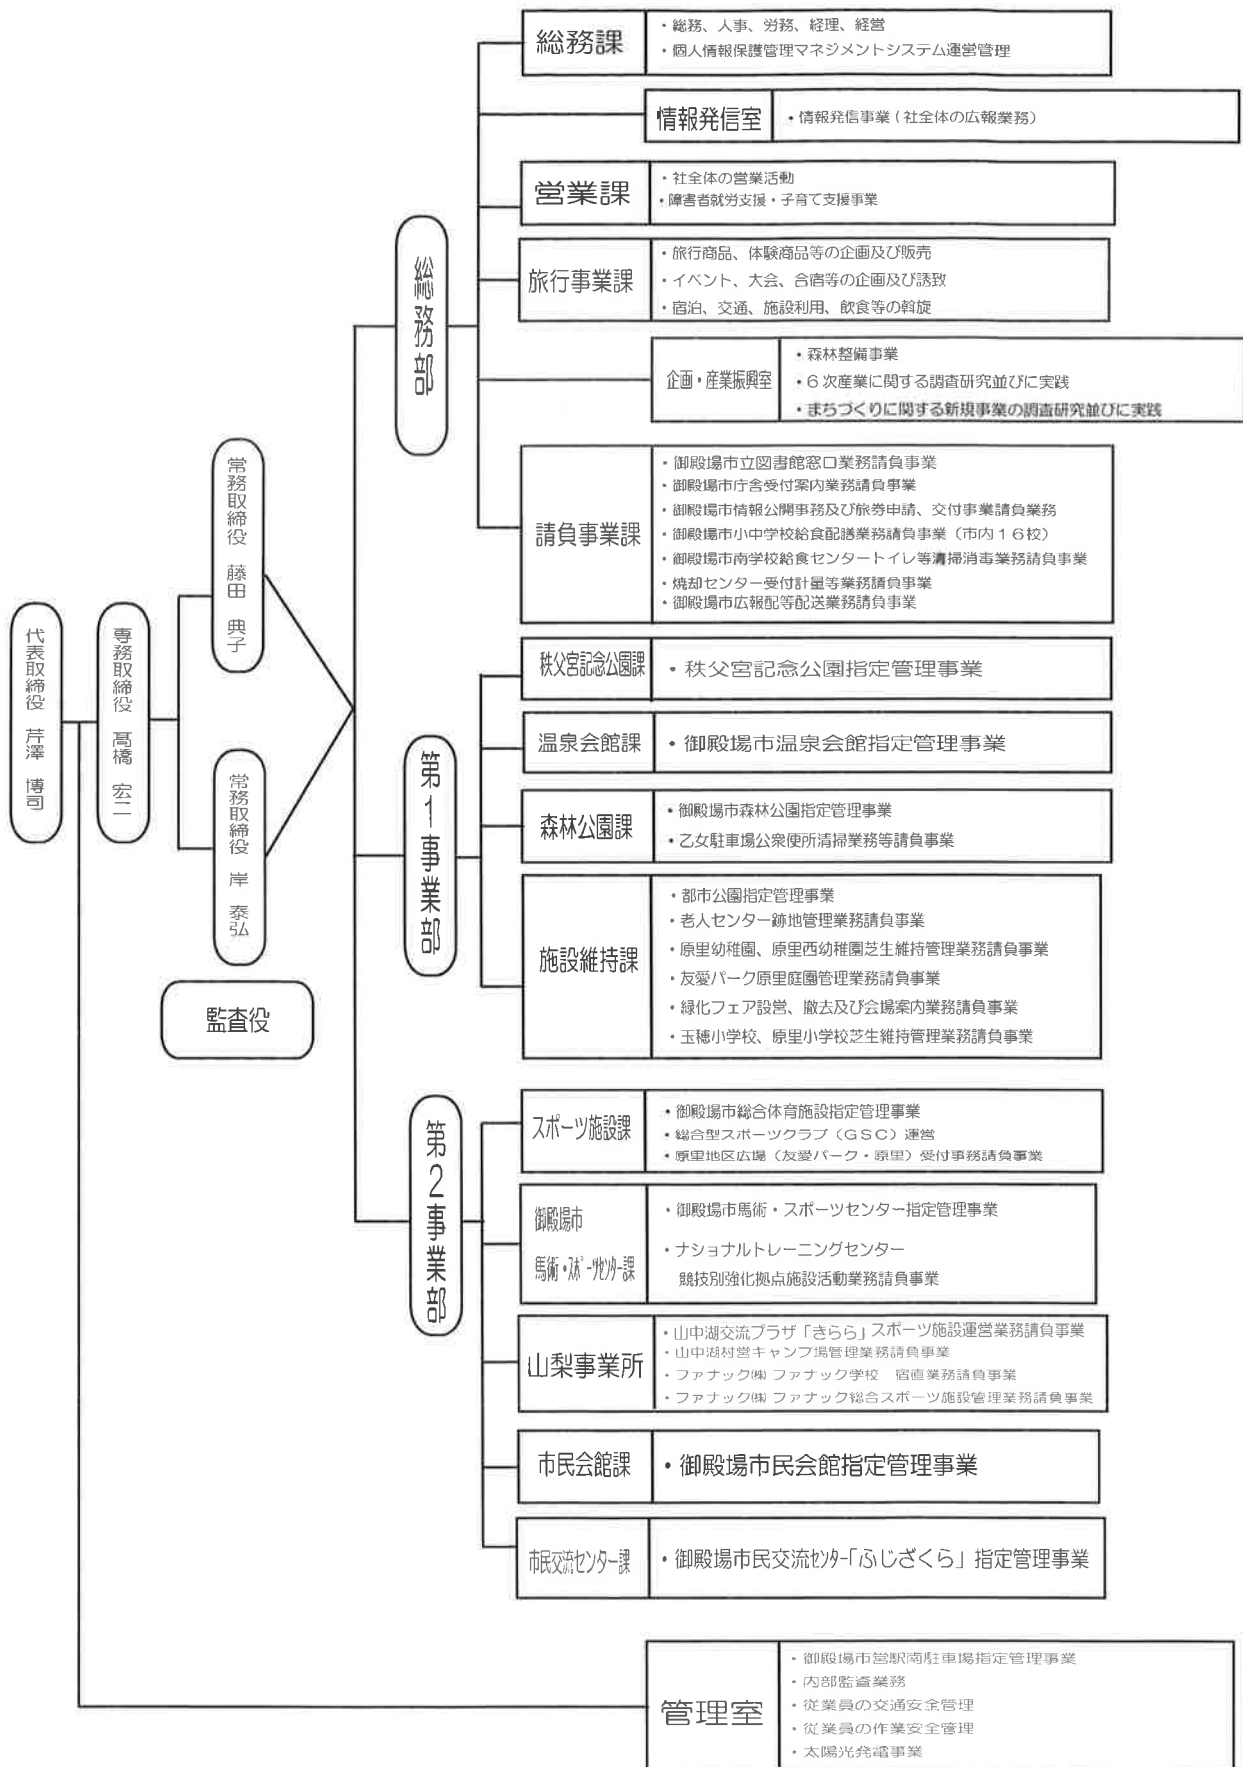 代表取締役 芹澤 博司
専務取締役 髙橋 宏二
常務取締役 藤田 典子
常務取締役 岸 泰弘
監査役
総務部
総務課
・総務、人事、労務、経理、経営
・個人情報保護管理マネジメントシステム運営管理
情報発信室
・情報発信事業(社全体の広報業務)
営業課
・社全体の営業活動
・障害者就労支援・子育て支援事業
旅行事業課
・旅行商品、体験商品等の企画及び販売
・イベント、大会、合宿等の企画及び誘致
・宿泊、交通、施設利用、飲食等の斡旋
企画・産業振興室
・森林整備事業
・6次産業に関する調査研究並びに実践
・まちづくりに関する新規事業の調査研究並びに実践
請負事業課
・御殿場市立図書館窓口業務請負事業
・御殿場市庁舎受付案内業務請負事業
・御殿場市情報公開事務及び旅券申請、交付事業請負業務
・御殿場市小中学校給食配膳業務請負事業(市内16校)
・御殿場市南学校給食センタートイレ等清掃消毒業務請負事業
・焼却センター受付計量等業務請負事業
・御殿場市広報配等配送業務請負事業
第1事業部
秩父宮記念公園課
・秩父宮記念公園指定管理事業
温泉会館課
・御殿場市温泉会館指定管理事業
森林公園課
・御殿場市森林公園指定管理事業
・乙女駐車場公衆便所清掃業務等請負事業
施設維持課
・都市公園指定管理事業
・老人センター跡地管理業務請負事業
・原里幼稚園、原里西幼稚園芝生維持管理業務請負事業
・友愛パーク原里庭園管理業務請負事業
・緑化フェア設営、撤去及び会場案内業務請負事業
・玉穂小学校、原里小学校芝生維持管理業務請負事業
第2事業部
スポーツ施設課
・御殿場市総合体育施設指定管理事業
・総合型スポーツクラブ(GSC)運営
・原里地区広場(友愛パーク・原里)受付事務請負事業
御殿場市
馬術・スポーツセンター課
・御殿場市馬術・スポーツセンター指定管理事業
・ナショナルトレーニングセンター
競技別強化拠点施設活動業務請負事業
山梨事業所
・山中湖交流プラザ「きらら」スポーツ施設運営業務請負事業
・山中湖村営キャンプ場管理業務請負事業
・ファナック㈱ ファナック学校 宿直業務請負事業
・ファナック㈱ ファナック総合スポーツ施設管理業務請負事業
市民会館課
・御殿場市民会館指定管理事業
市民交流センター課
・御殿場市民交流センター「ふじざくら」指定管理事業
管理室
・御殿場市営駅南駐車場指定管理事業
・内部監査業務
・従業員の交通安全管理
・従業員の作業安全管理
・太陽光発電事業